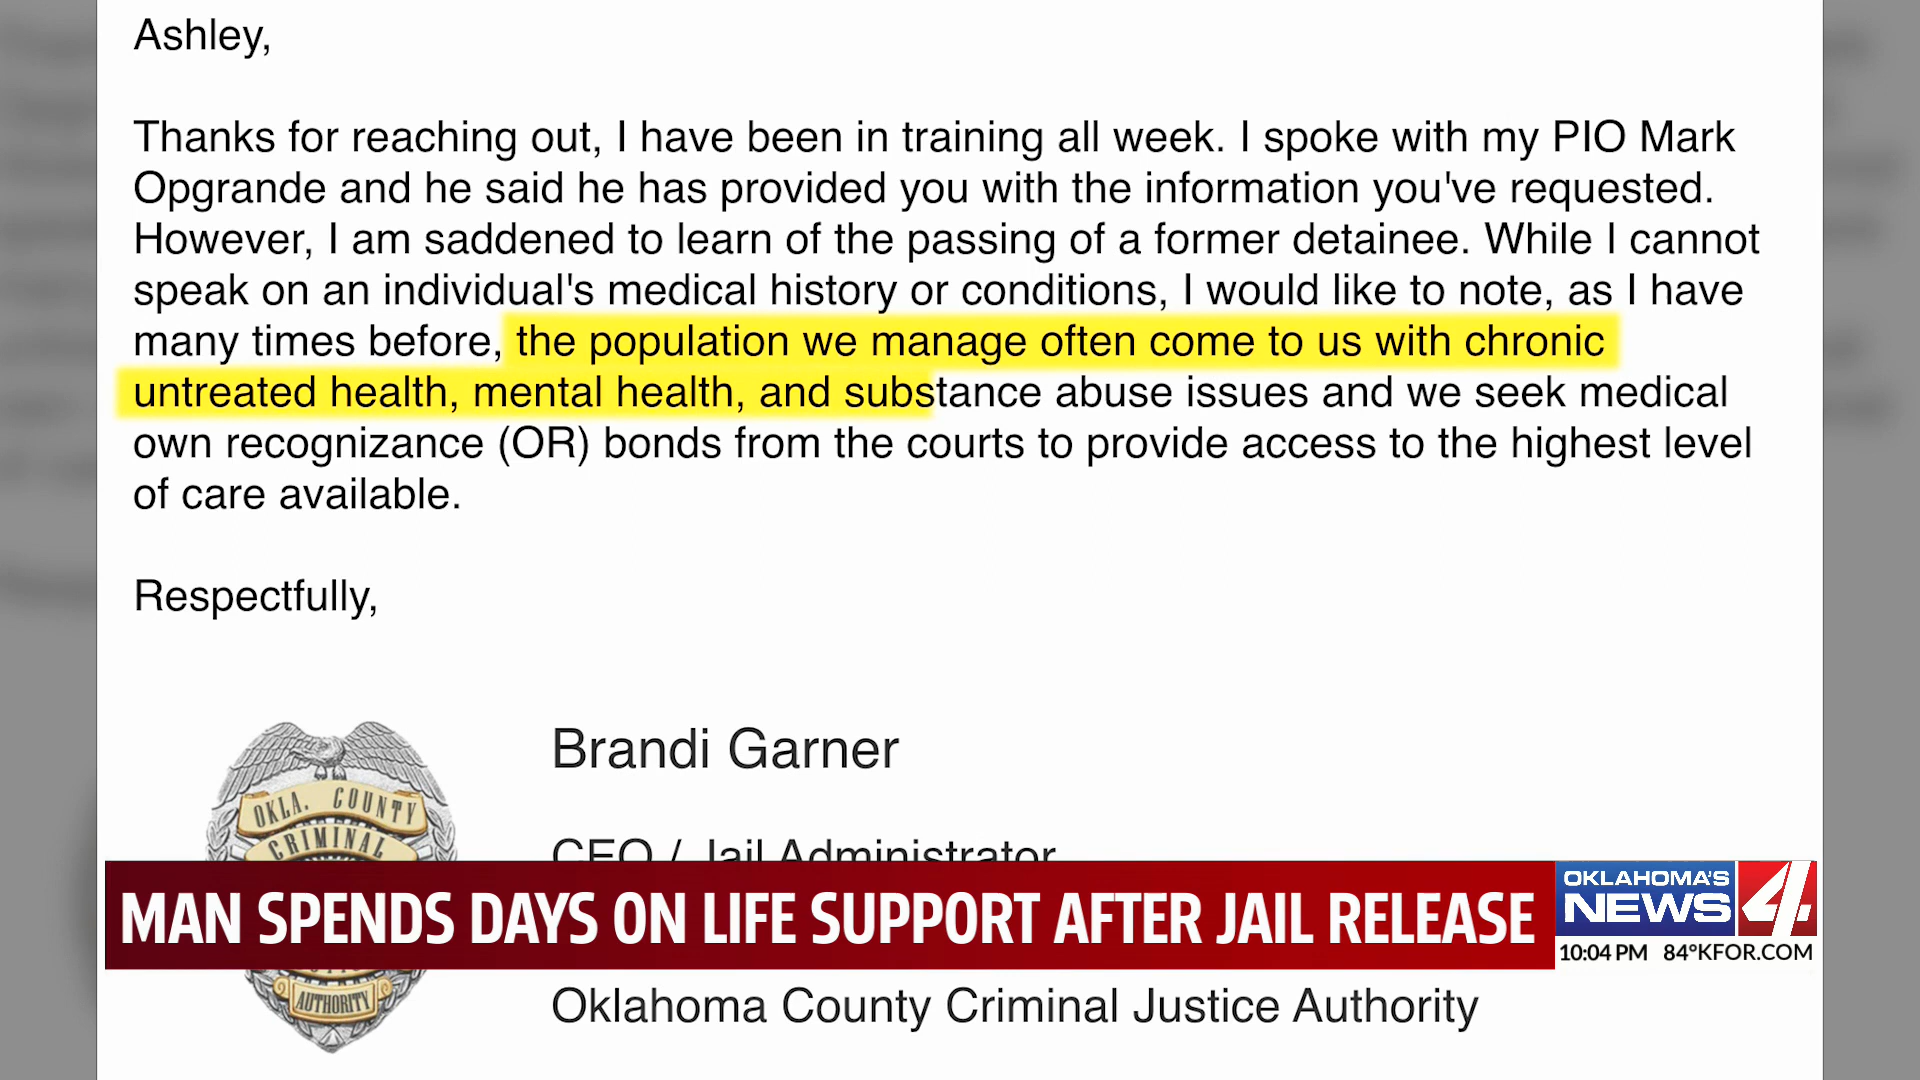 Ashley,
Thanks for reaching out, I have been in training all week. I spoke with my PIO Mark
Opgrande and he said he has provided you with the information you've requested.
However, I am saddened to learn of the passing of a former detainee. While I cannot
speak on an individual's medical history or conditions, I would like to note, as I have
many times before, the population we manage often come to us with chronic
untreated health, mental health, and substance abuse issues and we seek medical
own recognizance (OR) bonds from the courts to provide access to the highest level
of care available.
Respectfully,
Brandi Garner
CEO / Jail Administrator
OKLA. COUNTY
CRIMINAL
MAN SPENDS DAYS ON LIFE SUPPORT AFTER JAIL RELEASE
OKLAHOMA'S
NEWS 4
10:04 PM 84° KFOR.COM
AUTHORITY
Oklahoma County Criminal Justice Authority